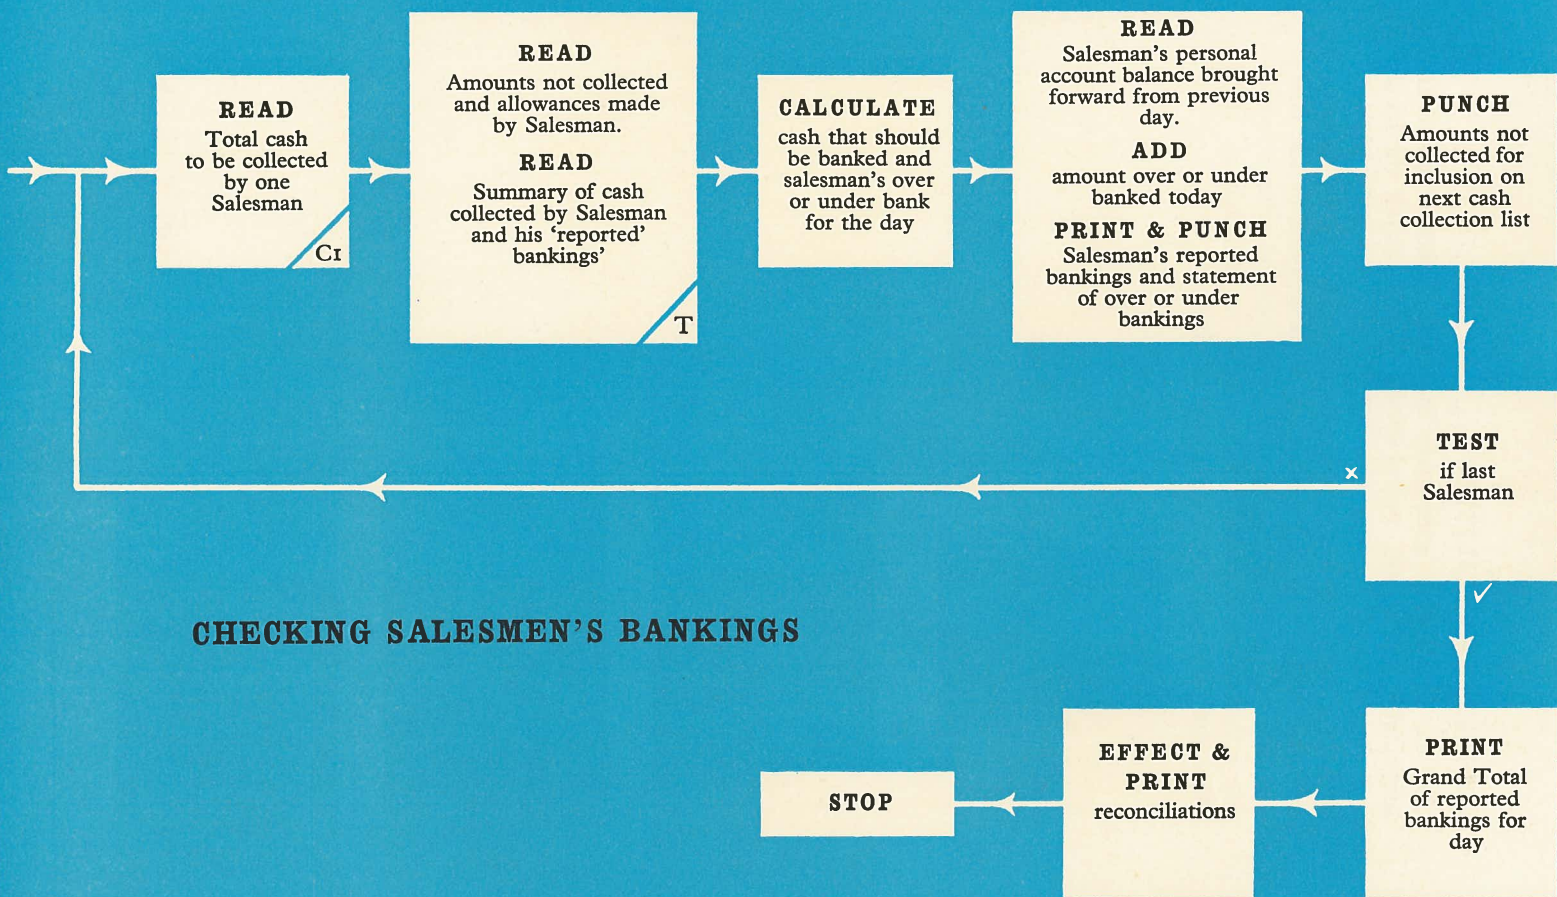 READ
Total cash
to be collected
by one
Salesman
C1
READ
Amounts not collected
and allowances made
by Salesman.
READ
Summary of cash
collected by Salesman
and his ‘reported’
bankings’
T
CALCULATE
cash that should
be banked and
salesman’s over
or under bank
for the day
READ
Salesman’s personal
account balance brought
forward from previous
day.
ADD
amount over or under
banked today
PRINT & PUNCH
Salesman’s reported
bankings and statement
of over or under
bankings
PUNCH
Amounts not
collected for
inclusion on
next cash
collection list
TEST
if last
Salesman
x
✓
CHECKING SALESMEN’S BANKINGS
PRINT
Grand Total
of reported
bankings for
day
EFFECT &
PRINT
reconciliations
STOP